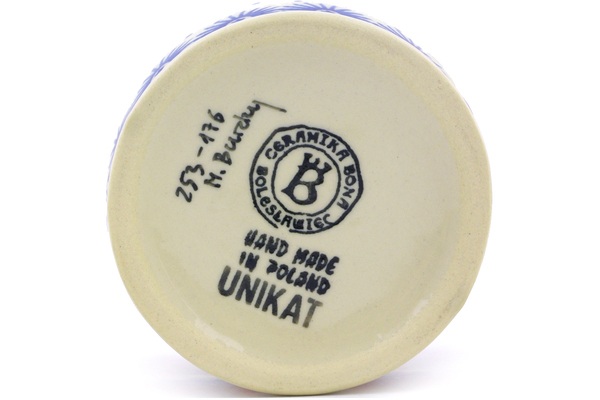 253-176
M. Burdzy
CERAMIKA BONA
B
BOLESŁAWIEC
HAND MADE
IN POLAND
UNIKAT